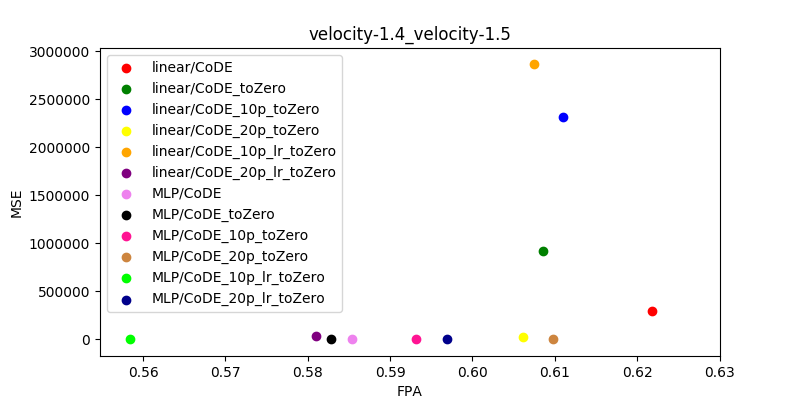 velocity-1.4_velocity-1.5
3000000
2500000
2000000
1500000
1000000
500000
0
MSE
linear/CoDE
linear/CoDE_toZero
linear/CoDE_10p_toZero
linear/CoDE_20p_toZero
linear/CoDE_10p_lr_toZero
linear/CoDE_20p_lr_toZero
MLP/CoDE
MLP/CoDE_toZero
MLP/CoDE_10p_toZero
MLP/CoDE_20p_toZero
MLP/CoDE_10p_lr_toZero
MLP/CoDE_20p_lr_toZero
0.56 0.57 0.58 0.59 0.60 0.61 0.62 0.63
FPA